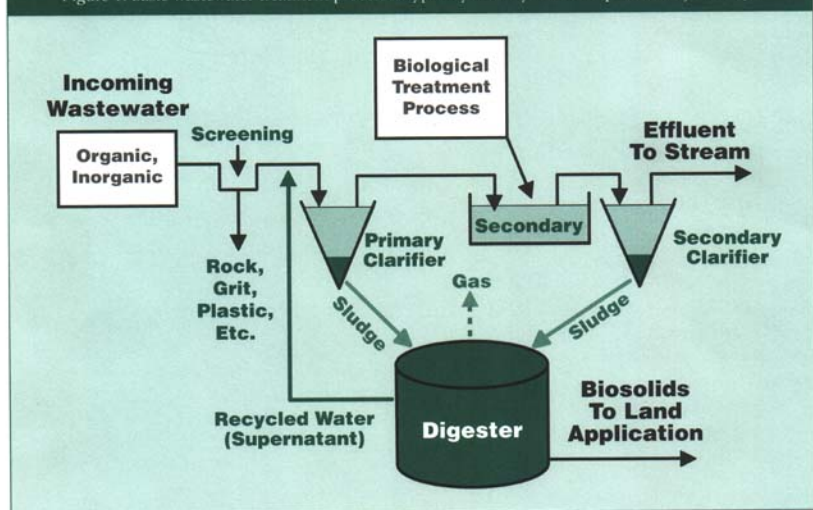 Incoming
Wastewater
Organic,
Inorganic
Screening
Rock,
Grit,
Plastic,
Etc.
Biological
Treatment
Process
Primary
Clarifier
Secondary
Effluent
To Stream
Secondary
Clarifier
Sludge
Gas
Sludge
Recycled Water
(Supernatant)
Digester
Biosolids
To Land
Application